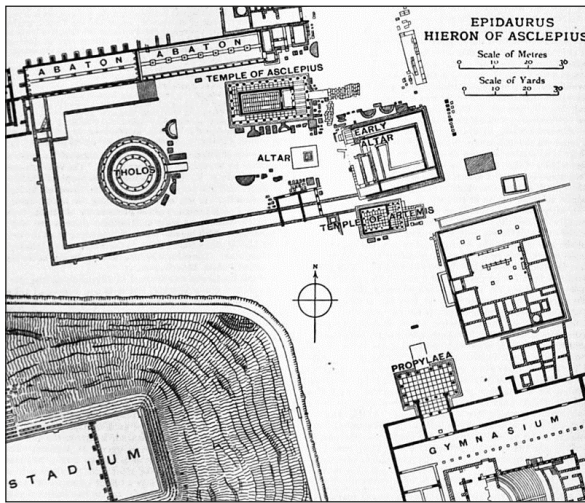 EPIDAURUS
HIERON OF ASCLEPIUS
Scale of Metres
10 20 30
Scale of Yards
0 10 20 30
ABATON
ABATON
TEMPLE OF ASCLEPIUS
EARLY
ALTAR
ALTAR
THOLOS
TEMPLE OF ARTEMIS
N
PROPYLAEA
GYMNASIUM
STADIUM